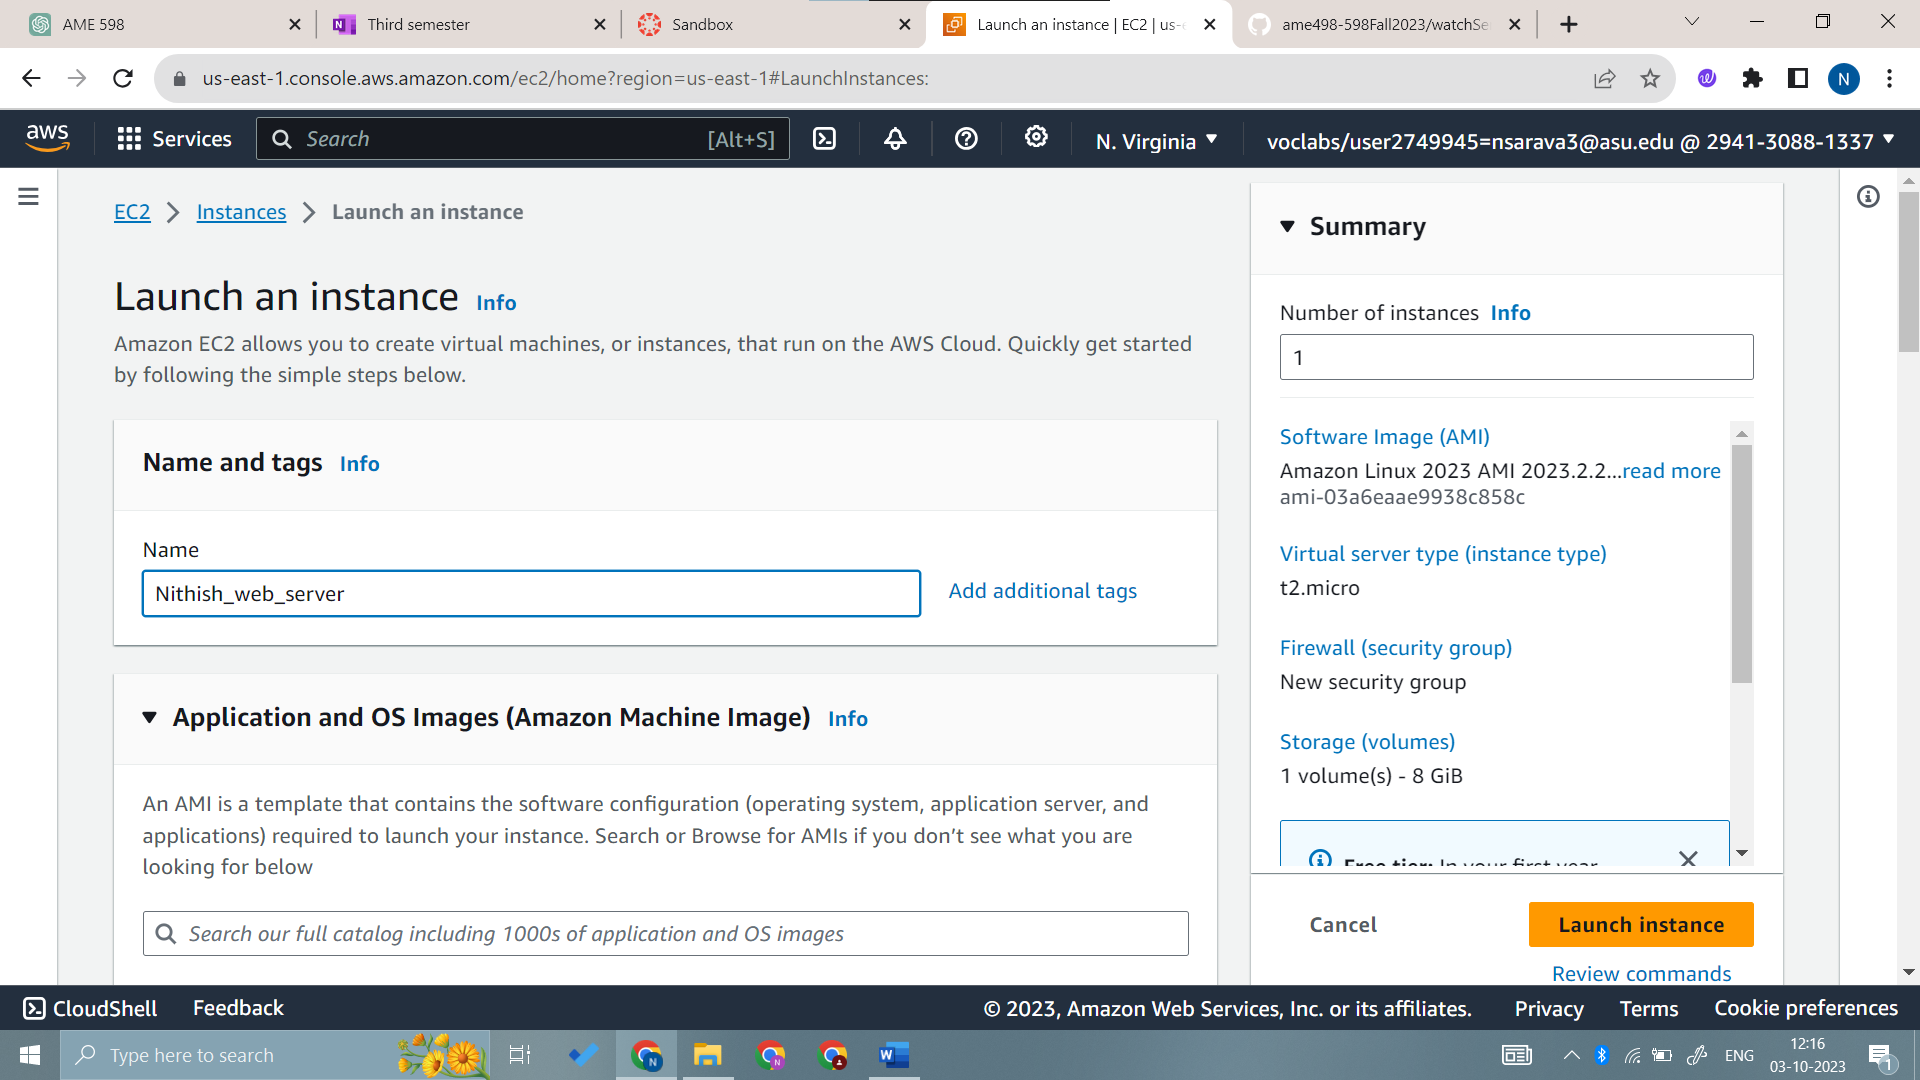 AME 598
Third semester
Sandbox
Launch an instance | EC2 | us-e
ame498-598Fall2023/watchSe
us-east-1.console.aws.amazon.com/ec2/home?region=us-east-1#LaunchInstances:
N
aws
Services
Search
[Alt+S]
N. Virginia
voclabs/user2749945=nsarava3@asu.edu @ 2941-3088-1337
EC2
Instances
Launch an instance
Launch an instance
Info
Amazon EC2 allows you to create virtual machines, or instances, that run on the AWS Cloud. Quickly get started
by following the simple steps below.
Name and tags
Info
Name
Nithish_web_server
Add additional tags
Application and OS Images (Amazon Machine Image)
Info
An AMI is a template that contains the software configuration (operating system, application server, and
applications) required to launch your instance. Search or Browse for AMIs if you don’t see what you are
looking for below
Search our full catalog including 1000s of application and OS images
Summary
Number of instances
Info
1
Software Image (AMI)
Amazon Linux 2023 AMI 2023.2.2...read more
ami-03a6eaae9938c858c
Virtual server type (instance type)
t2.micro
Firewall (security group)
New security group
Storage (volumes)
1 volume(s) - 8 GiB
Free tier: In your first year
Cancel
Launch instance
Review commands
CloudShell
Feedback
© 2023, Amazon Web Services, Inc. or its affiliates.
Privacy
Terms
Cookie preferences
Type here to search
ENG
12:16
03-10-2023
1